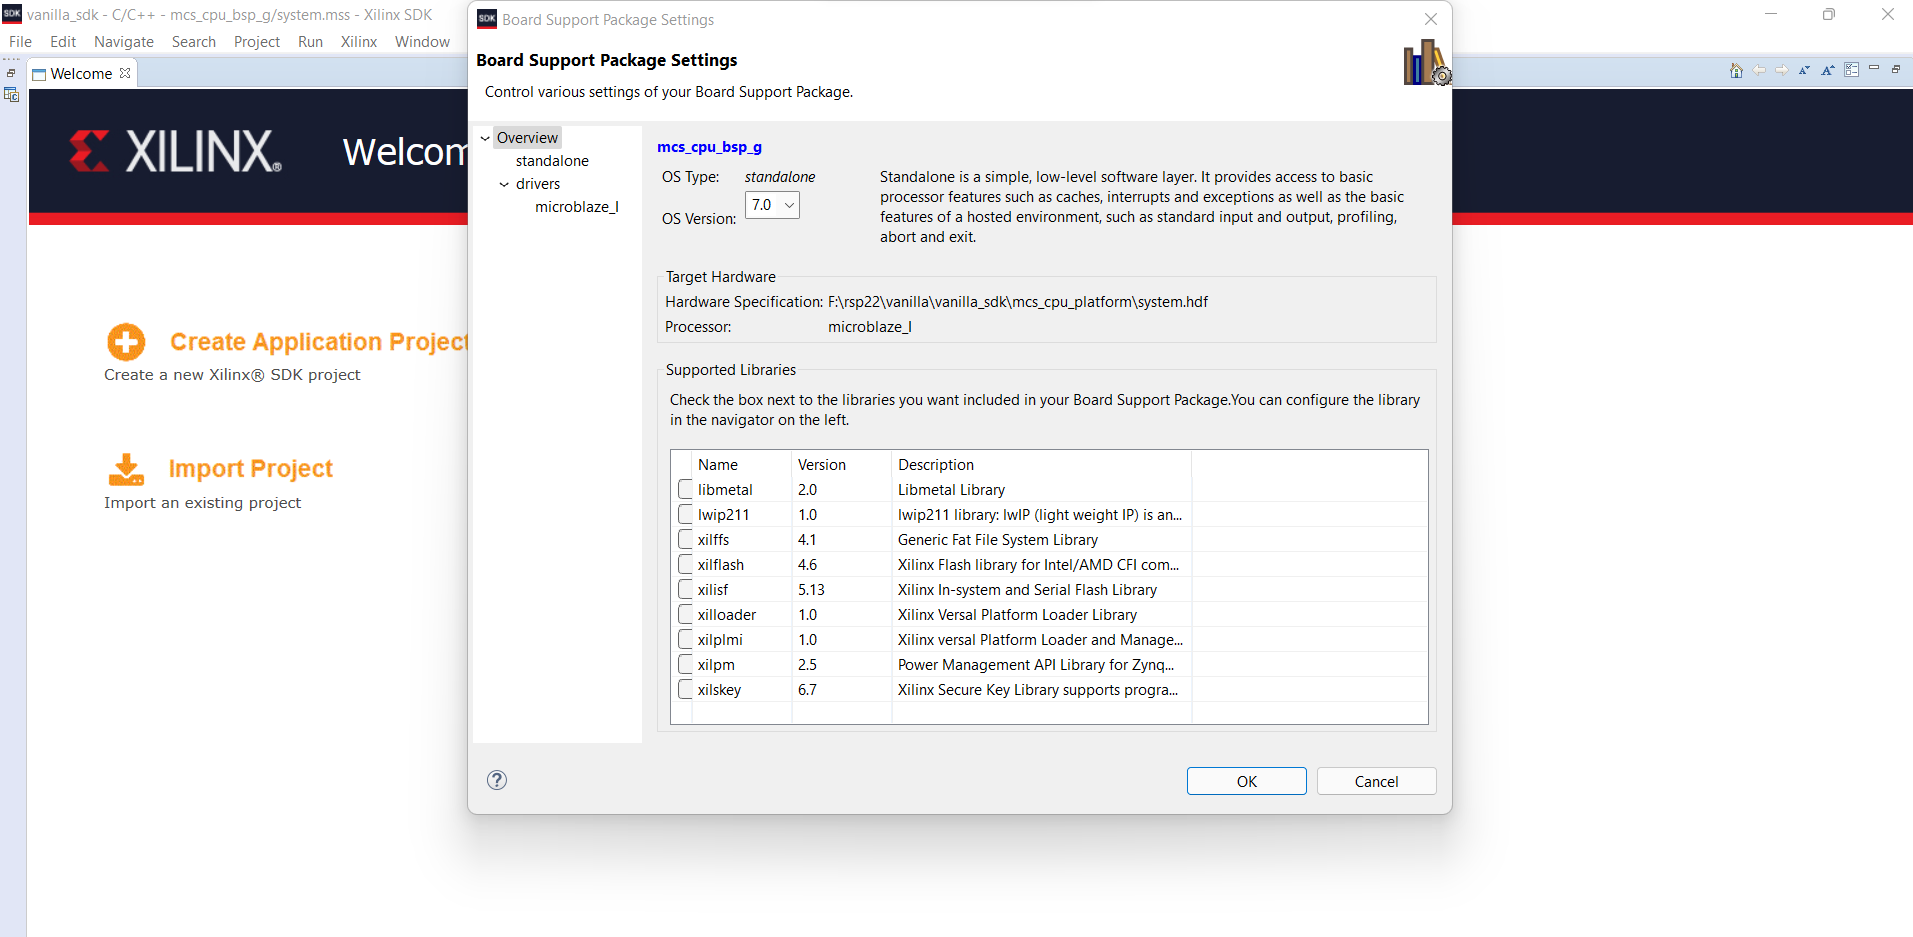 SDK vanilla_sdk - C/C++ - mcs_cpu_bsp_g/system.mss - Xilinx SDK
File Edit Navigate Search Project Run Xilinx Window
Welcome
XILINX®
Welcom
Create Application Project
Create a new Xilinx® SDK project
Import Project
Import an existing project
SDK Board Support Package Settings
Board Support Package Settings
Control various settings of your Board Support Package.
Overview
standalone
drivers
microblaze_I
mcs_cpu_bsp_g
OS Type: standalone
OS Version: 7.0
Standalone is a simple, low-level software layer. It provides access to basic
processor features such as caches, interrupts and exceptions as well as the basic
features of a hosted environment, such as standard input and output, profiling,
abort and exit.
Target Hardware
Hardware Specification: F:\rsp22\vanilla\vanilla_sdk\mcs_cpu_platform\system.hdf
Processor: microblaze_I
Supported Libraries
Check the box next to the libraries you want included in your Board Support Package.You can configure the library
in the navigator on the left.
Name Version Description
libmetal 2.0 Libmetal Library
lwip211 1.0 lwip211 library: lwIP (light weight IP) is an...
xilffs 4.1 Generic Fat File System Library
xilflash 4.6 Xilinx Flash library for Intel/AMD CFI com...
xilisf 5.13 Xilinx In-system and Serial Flash Library
xilloader 1.0 Xilinx Versal Platform Loader Library
xilplmi 1.0 Xilinx versal Platform Loader and Manage...
xilpm 2.5 Power Management API Library for Zynq...
xilskey 6.7 Xilinx Secure Key Library supports progra...
? OK Cancel